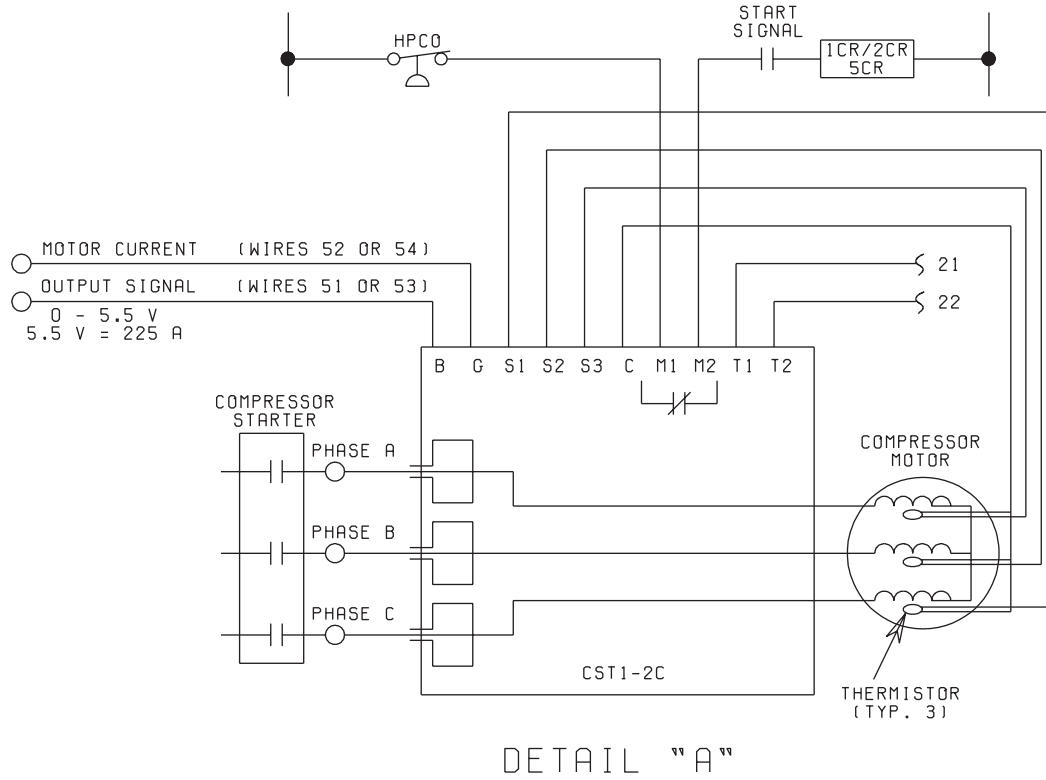 START
SIGNAL
HPCO
1CR/2CR
5CR
MOTOR CURRENT (WIRES 52 OR 54)
21
OUTPUT SIGNAL (WIRES 51 OR 53)
22
0 - 5.5 V
5.5 V = 225 A
B G S1 S2 S3 C M1 M2 T1 T2
COMPRESSOR
STARTER
PHASE A
COMPRESSOR
MOTOR
PHASE B
PHASE C
CST1-2C
THERMISTOR
(TYP. 3)
DETAIL "A"